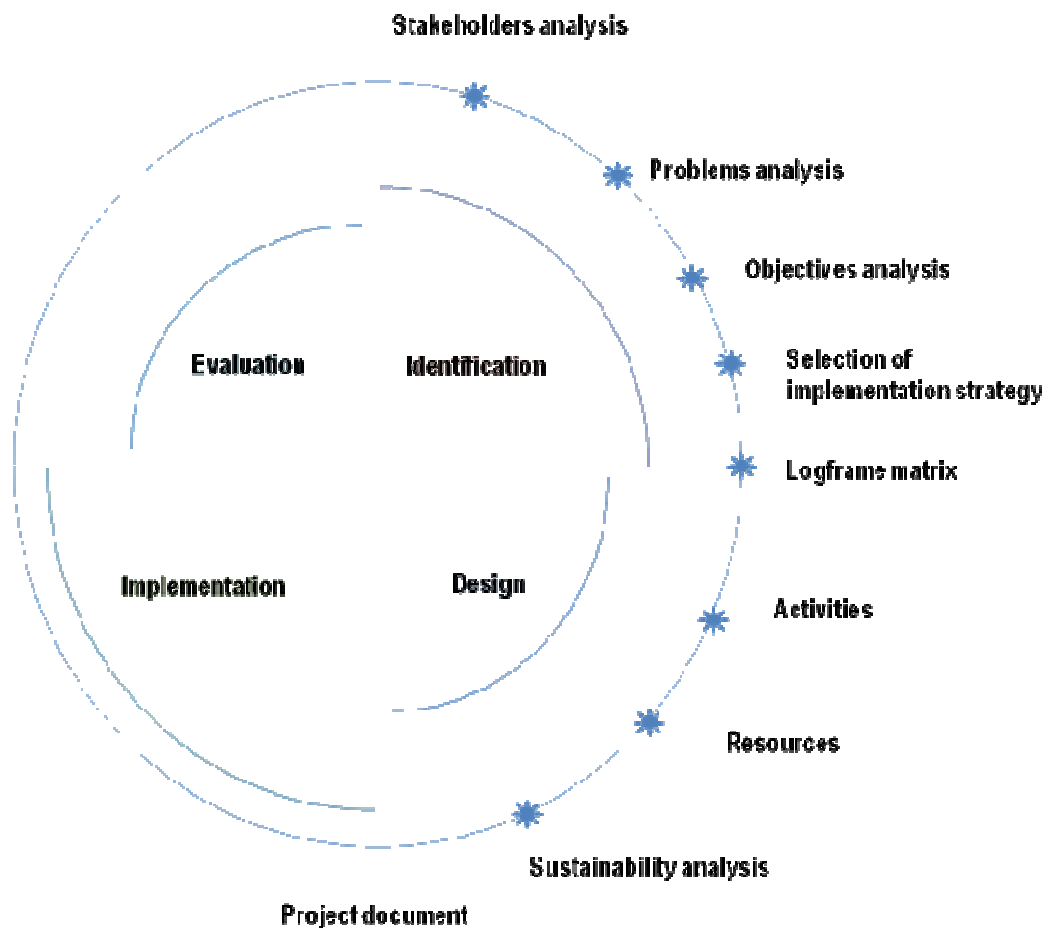 Stakeholders analysis
Problems analysis
Objectives analysis
Selection of
implementation strategy
Evaluation
Identification
Logframe matrix
Implementation
Design
Activities
Resources
Sustainability analysis
Project document